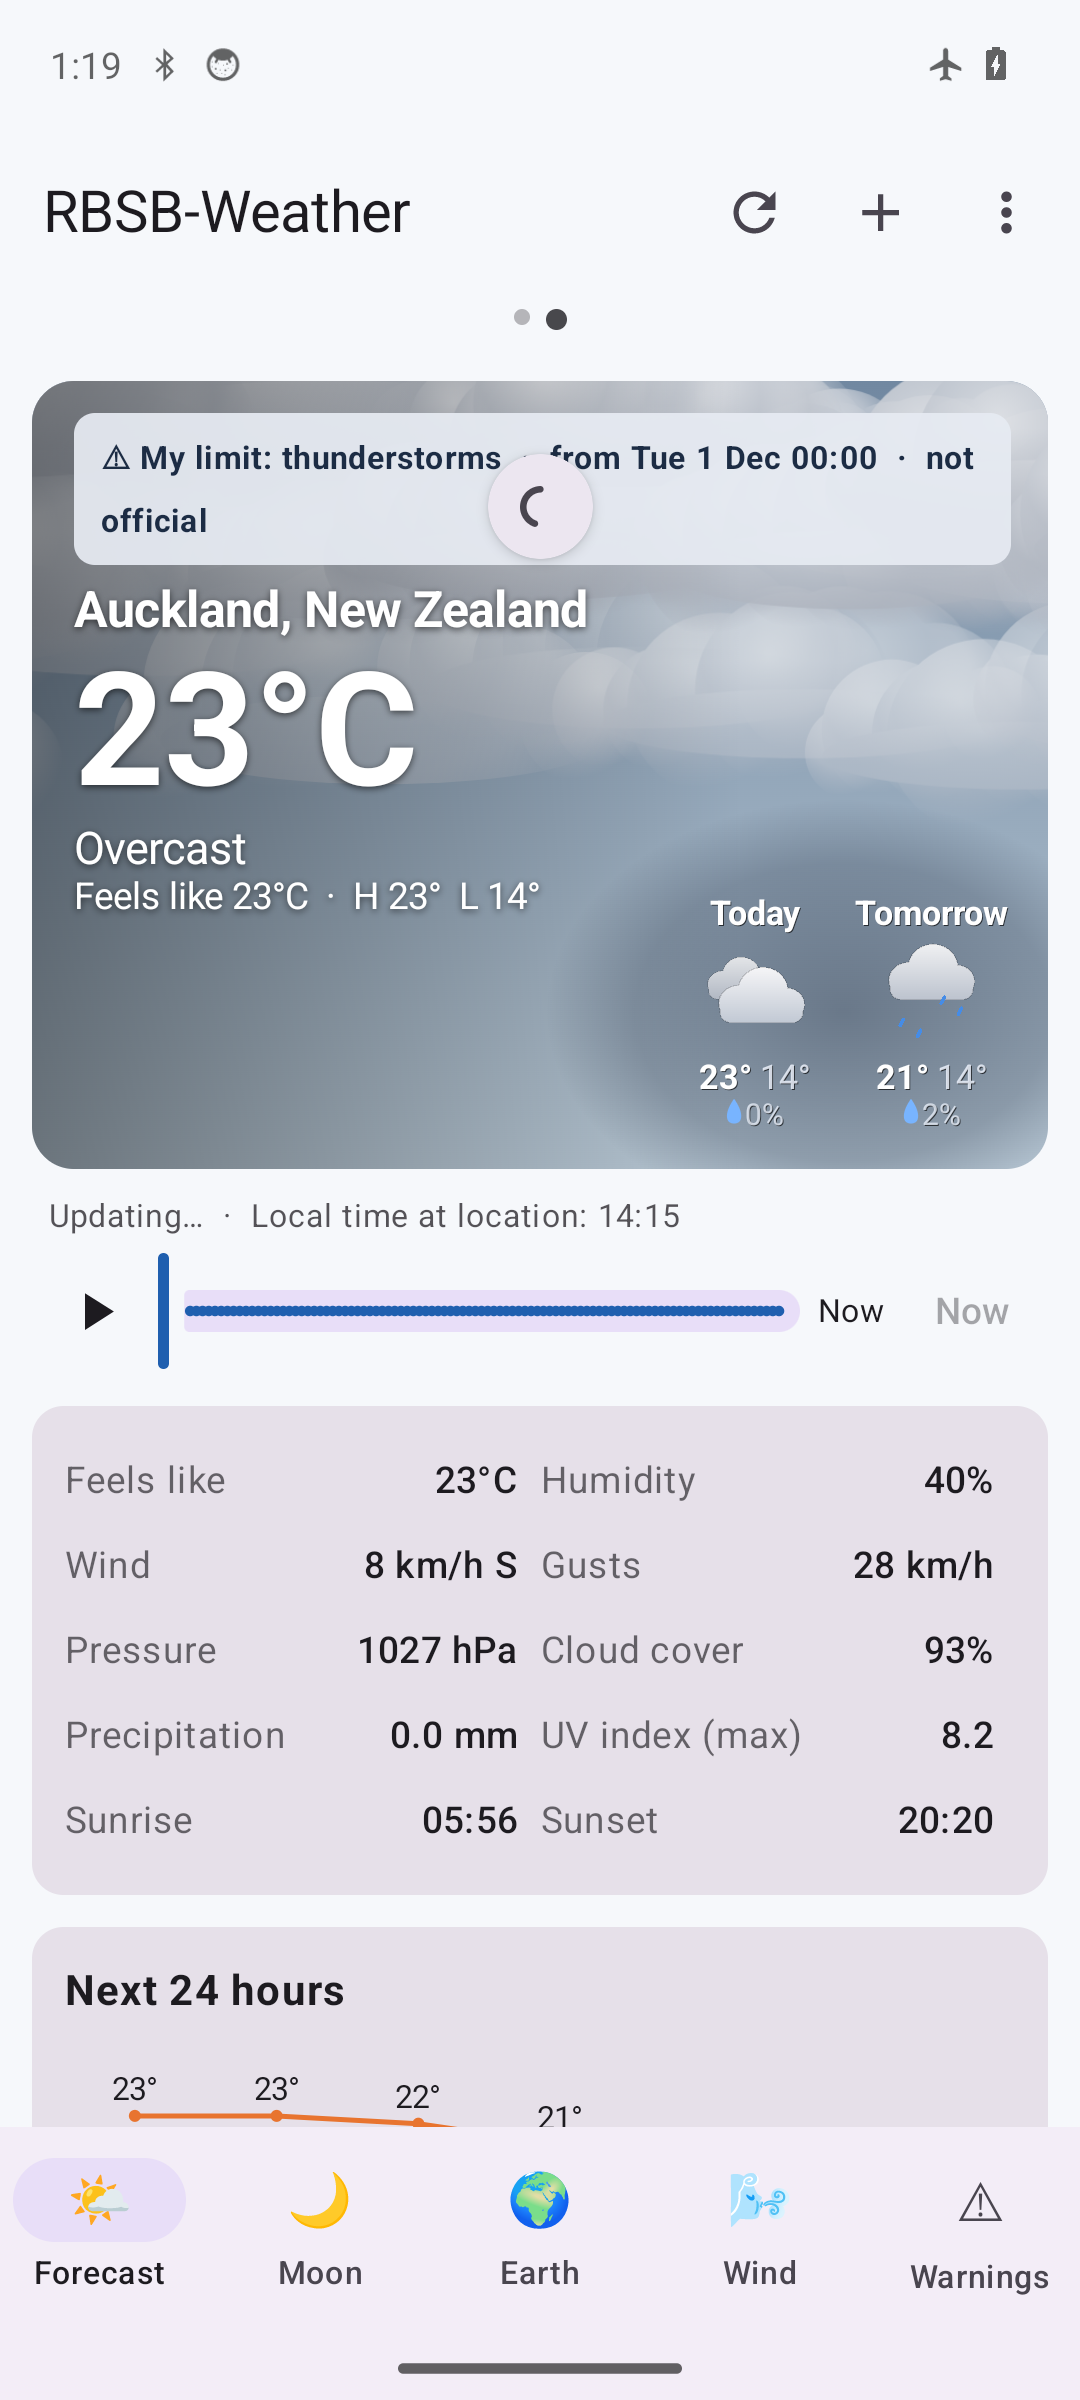 1:19
RBSB-Weather
⚠ My limit: thunderstorms · from Tue 1 Dec 00:00 · not
official
Auckland, New Zealand
23°C
Overcast
Feels like 23°C · H 23° L 14°
Today Tomorrow
23° 14° 21° 14°
0% 2%
Updating… · Local time at location: 14:15
Now Now
Feels like 23°C Humidity 40%
Wind 8 km/h S Gusts 28 km/h
Pressure 1027 hPa Cloud cover 93%
Precipitation 0.0 mm UV index (max) 8.2
Sunrise 05:56 Sunset 20:20
Next 24 hours
23° 23° 22° 21°
Forecast Moon Earth Wind Warnings